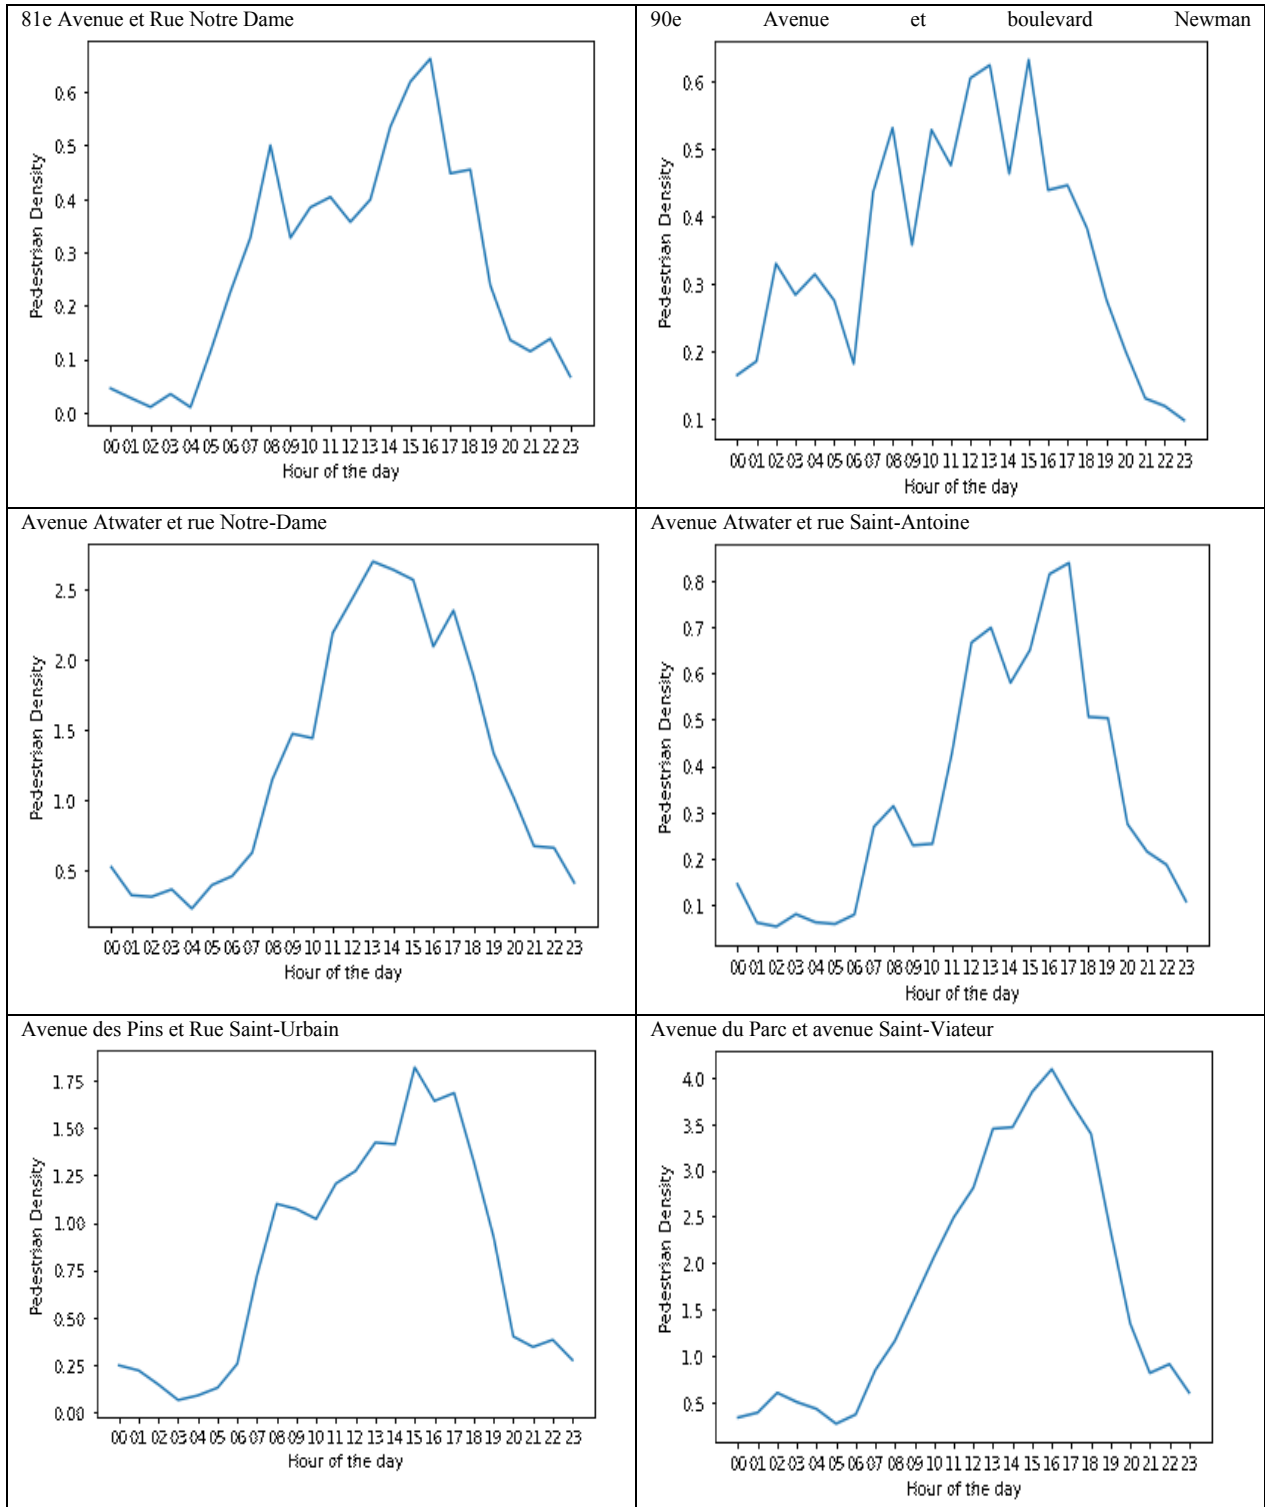 81e Avenue et Rue Notre Dame
0.6
0.5
0.4
0.3
0.2
0.1
0.0
Pedestrian Density
00 01 02 03 04 05 06 07 08 09 10 11 12 13 14 15 16 17 18 19 20 21 22 23
Hour of the day
90e Avenue et boulevard Newman
0.6
0.5
0.4
0.3
0.2
0.1
Pedestrian Density
00 01 02 03 04 05 06 07 08 09 10 11 12 13 14 15 16 17 18 19 20 21 22 23
Hour of the day
Avenue Atwater et rue Notre-Dame
2.5
2.0
1.5
1.0
0.5
Pedestrian Density
00 01 02 03 04 05 06 07 08 09 10 11 12 13 14 15 16 17 18 19 20 21 22 23
Hour of the day
Avenue Atwater et rue Saint-Antoine
0.8
0.7
0.6
0.5
0.4
0.3
0.2
0.1
Pedestrian Density
00 01 02 03 04 05 06 07 08 09 10 11 12 13 14 15 16 17 18 19 20 21 22 23
Hour of the day
Avenue des Pins et Rue Saint-Urbain
1.75
1.50
1.25
1.00
0.75
0.50
0.25
0.00
Pedestrian Density
00 01 02 03 04 05 06 07 08 09 10 11 12 13 14 15 16 17 18 19 20 21 22 23
Hour of the day
Avenue du Parc et avenue Saint-Viateur
4.0
3.5
3.0
2.5
2.0
1.5
1.0
0.5
Pedestrian Density
00 01 02 03 04 05 06 07 08 09 10 11 12 13 14 15 16 17 18 19 20 21 22 23
Hour of the day